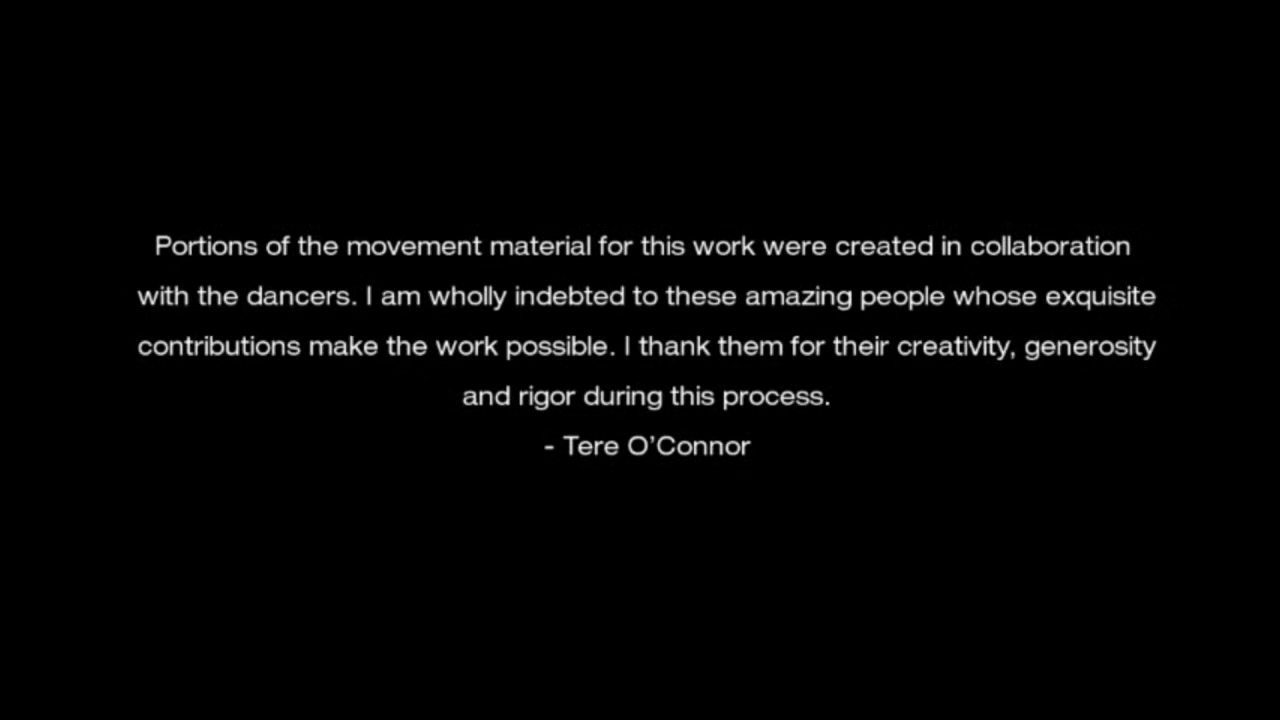 Portions of the movement material for this work were created in collaboration
with the dancers. I am wholly indebted to these amazing people whose exquisite
contributions make the work possible. I thank them for their creativity, generosity
and rigor during this process.
- Tere O’Connor